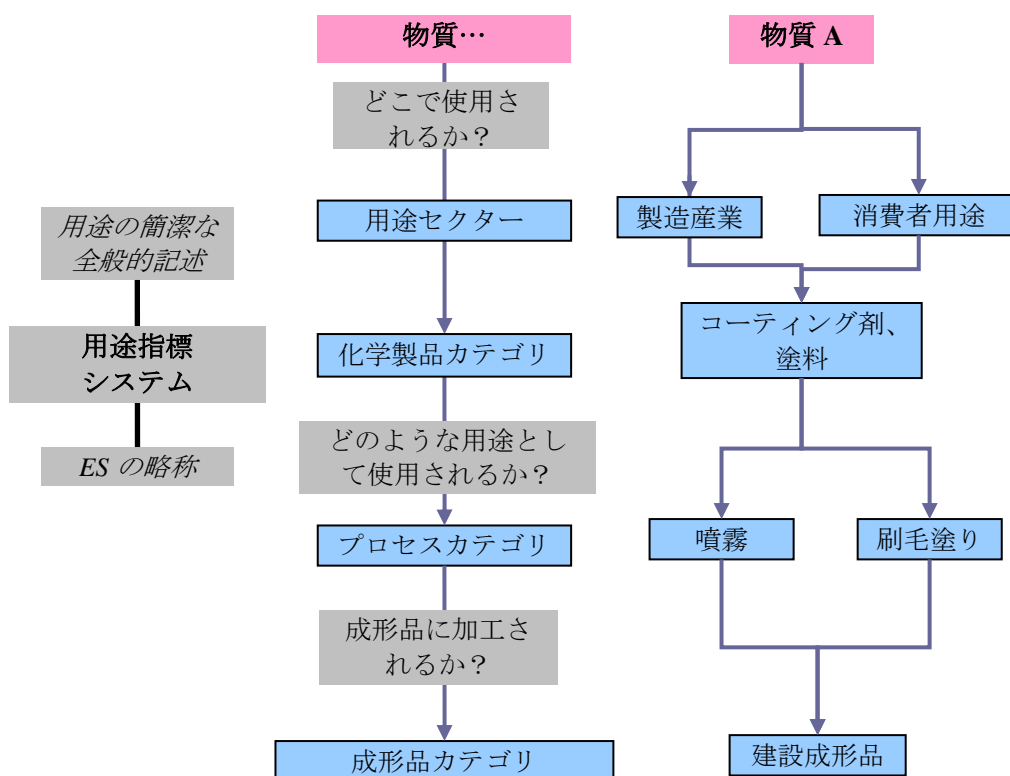 物質…
どこで使用さ
れるか？
用途セクター
化学製品カテゴリ
どのような用途とし
て使用されるか？
プロセスカテゴリ
成形品に加工さ
れるか？
成形品カテゴリ
用途の簡潔な
全般的記述
用途指標
システム
ES の略称
物質 A
製造産業
消費者用途
コーティング剤、
塗料
噴霧
刷毛塗り
建設成形品